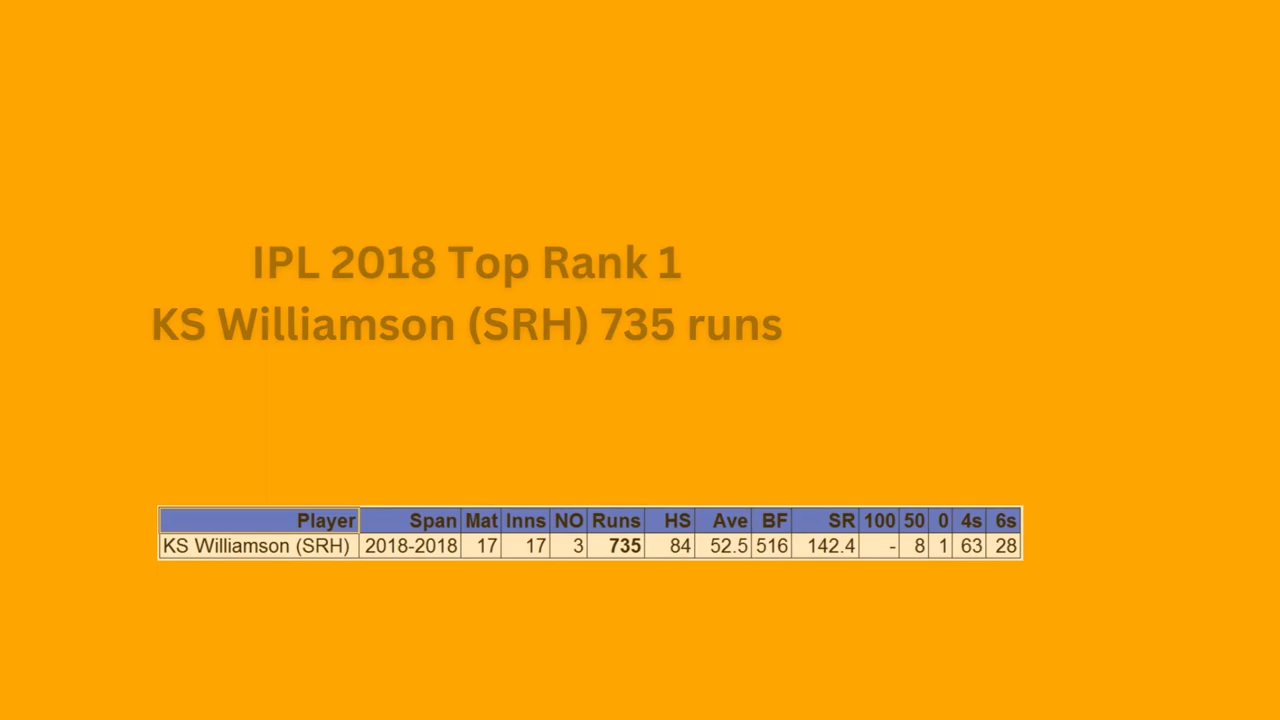 IPL 2018 Top Rank 1
KS Williamson (SRH) 735 runs
Player Span Mat Inns NO Runs HS Ave BF SR 100 50 0 4s 6s
KS Williamson (SRH) 2018-2018 17 17 3 735 84 52.5 516 142.4 - 8 1 63 28